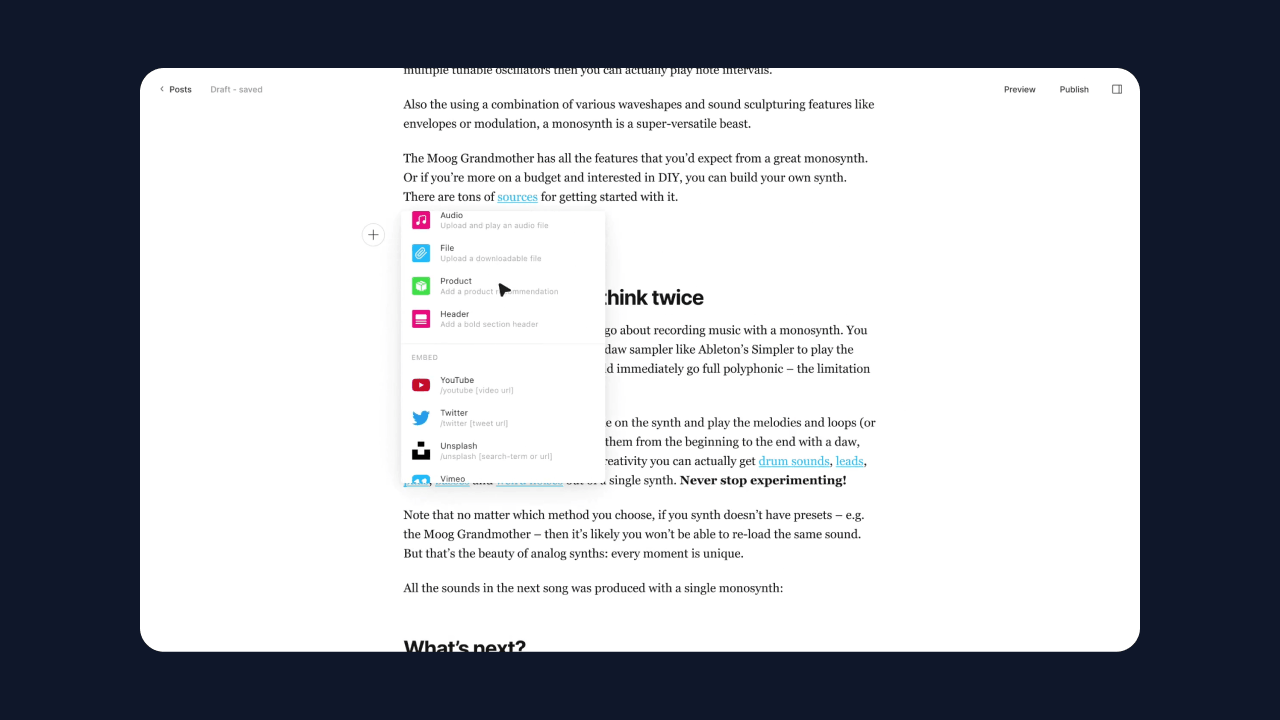 multiple tunable oscillators then you can actually play note intervals.
Posts
Draft - saved
Preview
Publish
Also the using a combination of various waveshapes and sound sculpturing features like
envelopes or modulation, a monosynth is a super-versatile beast.
The Moog Grandmother has all the features that you'd expect from a great monosynth.
Or if you're more on a budget and interested in DIY, you can build your own synth.
There are tons of sources for getting started with it.
Audio
Upload and play an audio file
File
Upload a downloadable file
Product
Add a product recommendation
Header
Add a bold section header
EMBED
YouTube
/youtube [video url]
Twitter
/twitter [tweet url]
Unsplash
/unsplash [search-term or url]
Vimeo
think twice
go about recording music with a monosynth. You
daw sampler like Ableton's Simpler to play the
immediately go full polyphonic – the limitation
on the synth and play the melodies and loops (or
them from the beginning to the end with a daw,
you can actually get drum sounds, leads,
single synth. Never stop experimenting!
Note that no matter which method you choose, if you synth doesn't have presets – e.g.
the Moog Grandmother – then it's likely you won't be able to re-load the same sound.
But that's the beauty of analog synths: every moment is unique.
All the sounds in the next song was produced with a single monosynth:
What's next?